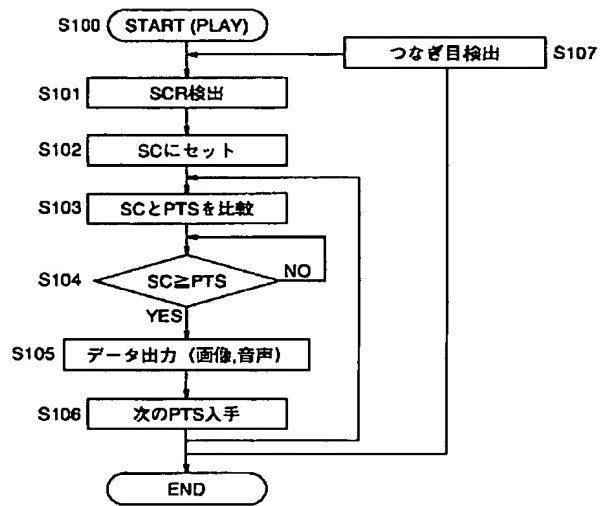 S100 START (PLAY)
つなぎ目検出 S107
S101 SCR検出
S102 SCにセット
S103 SCとPTSを比較
S104 SC≧PTS NO
YES
S105 データ出力 (画像,音声)
S106 次のPTS入手
END